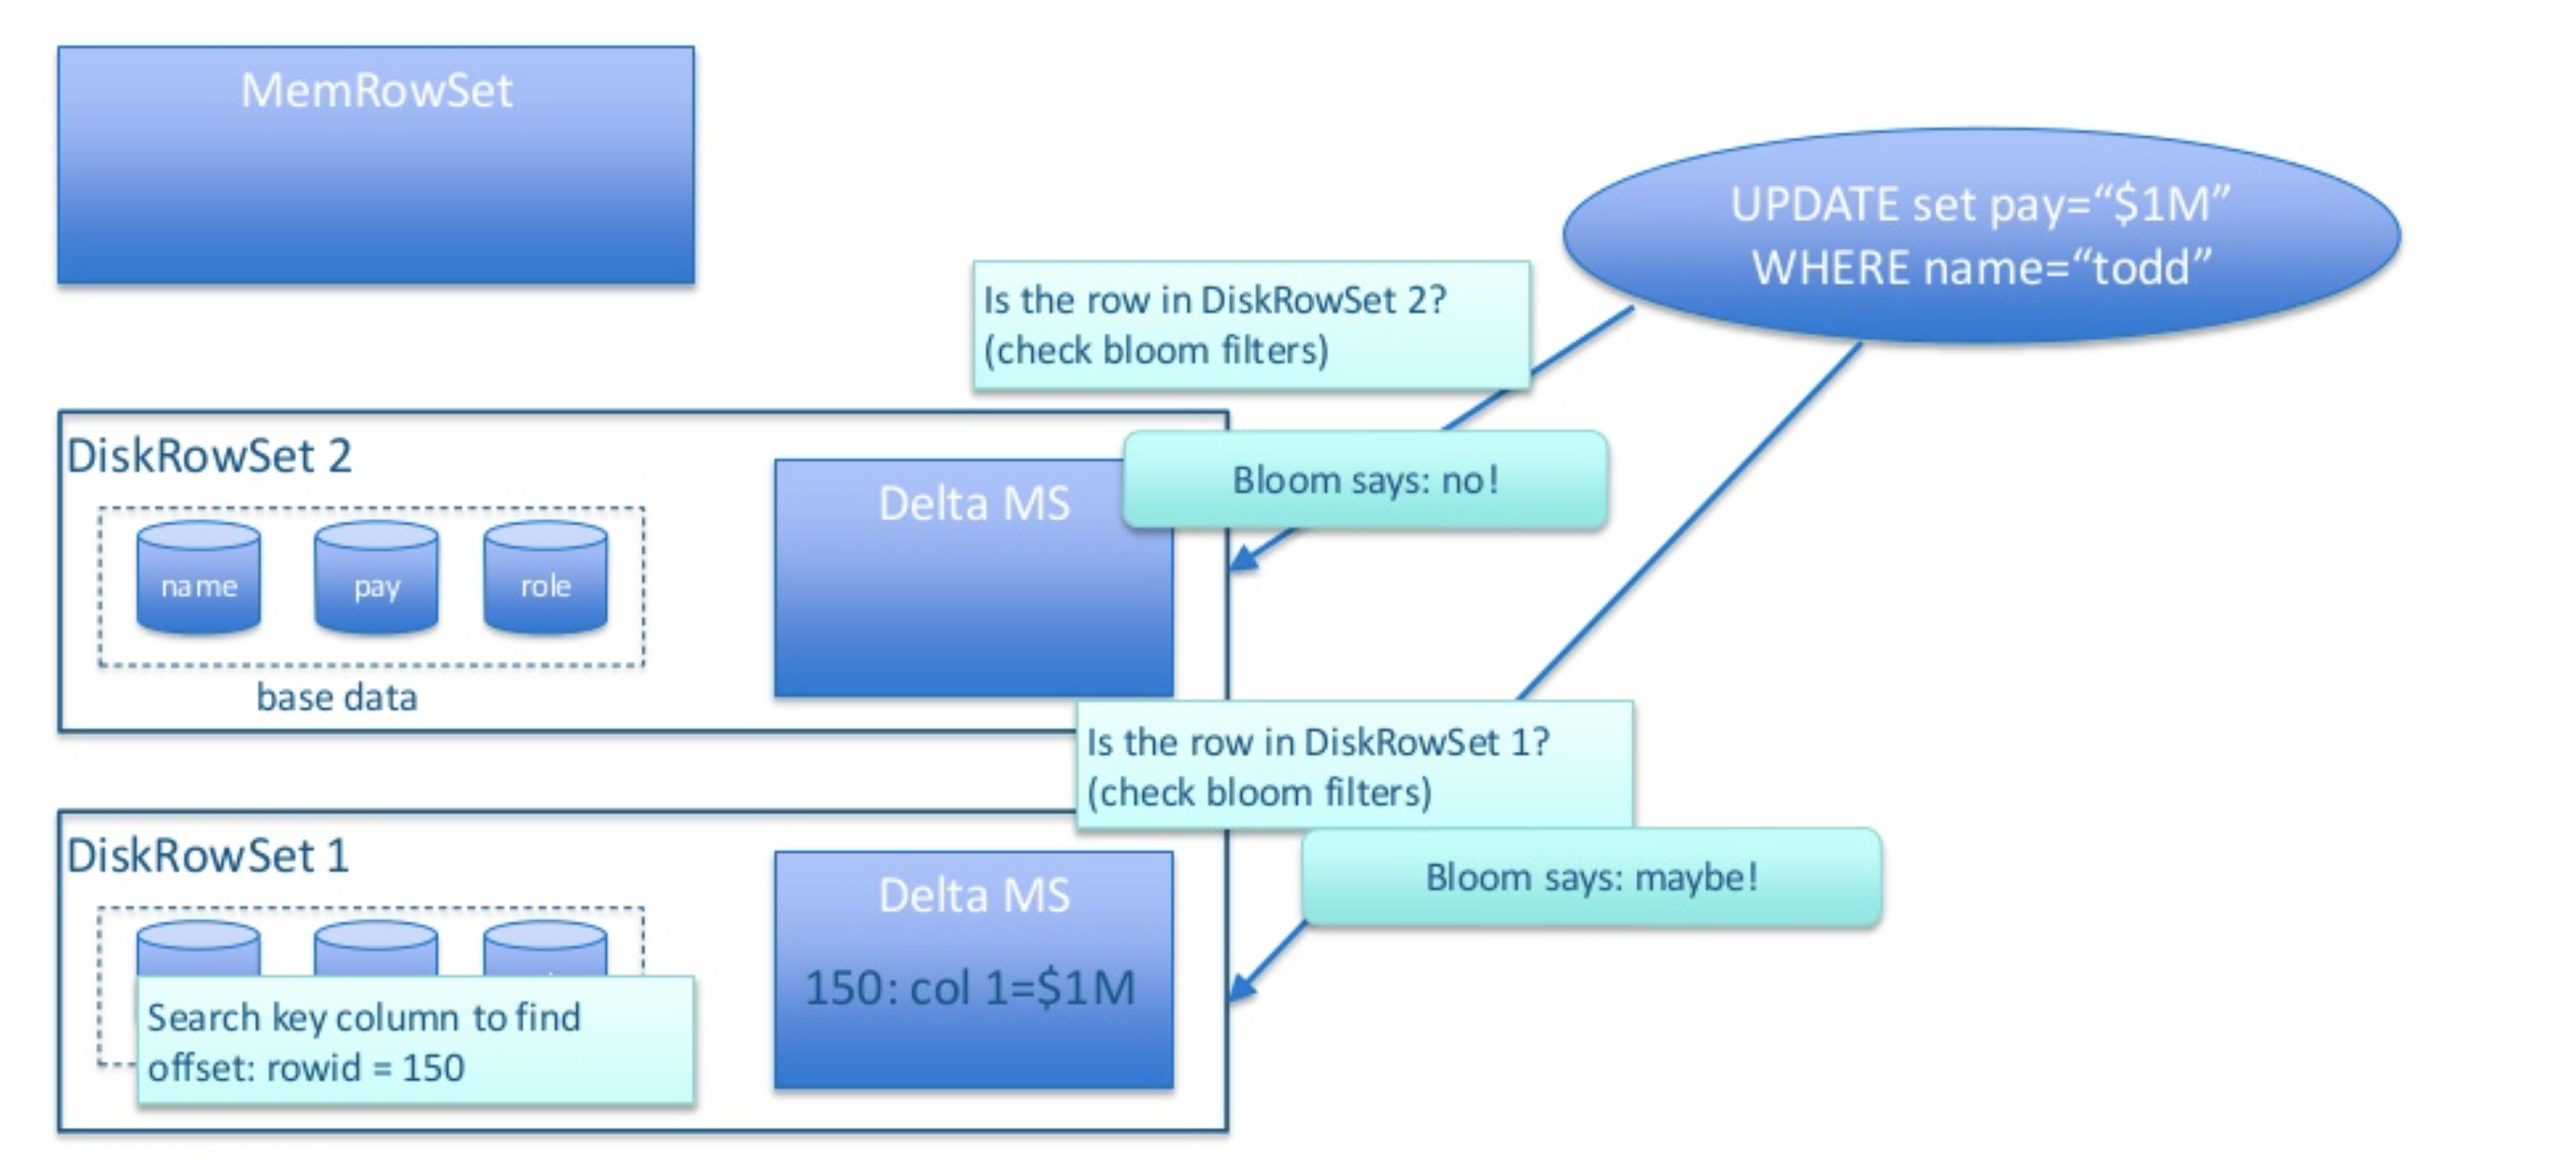 MemRowSet
UPDATE set pay=“$1M”
WHERE name=“todd”
Is the row in DiskRowSet 2?
(check bloom filters)
Bloom says: no!
DiskRowSet 2
Delta MS
name
pay
role
base data
Is the row in DiskRowSet 1?
(check bloom filters)
Bloom says: maybe!
DiskRowSet 1
Delta MS
150: col 1=$1M
Search key column to find
offset: rowid = 150